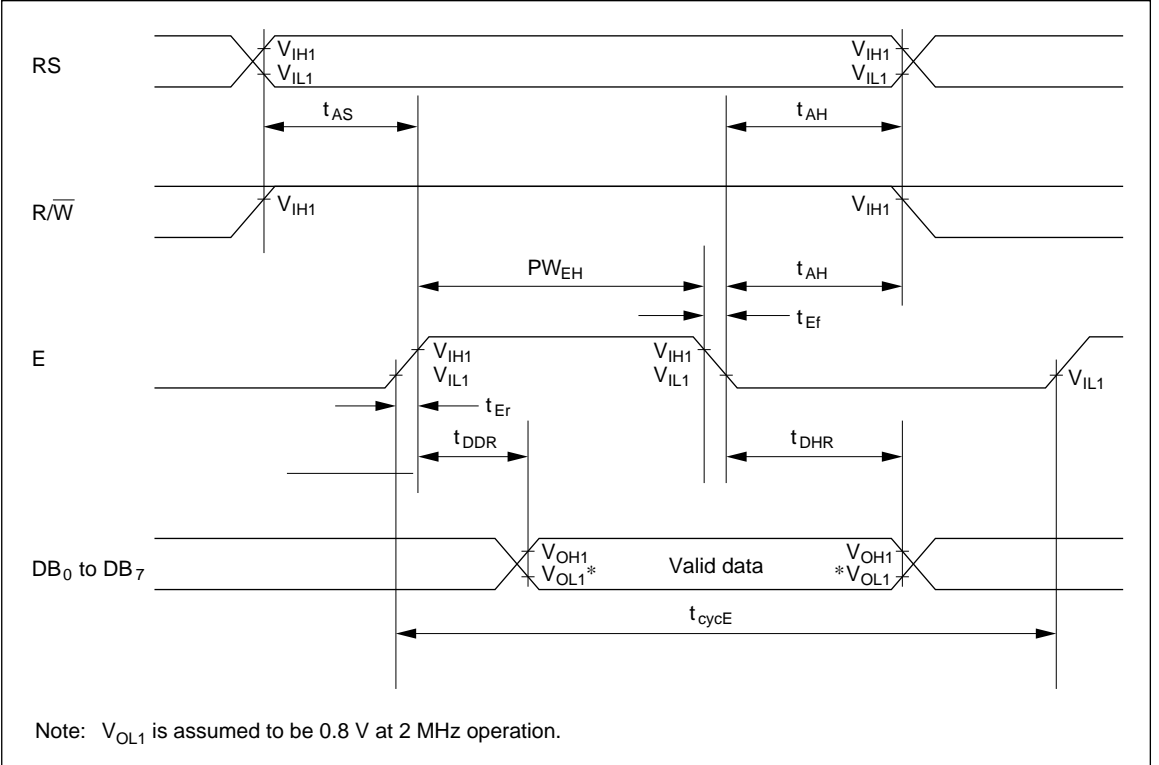 RS
VIH1
VIL1
VIH1
VIL1
tAS
tAH
R/W̅
VIH1
VIH1
PWEH
tAH
tEf
E
VIH1
VIL1
VIH1
VIL1
VIL1
tEr
tDDR
tDHR
DB0 to DB7
VOH1
VOL1*
Valid data
VOH1
*VOL1
tcycE
Note: VOL1 is assumed to be 0.8 V at 2 MHz operation.